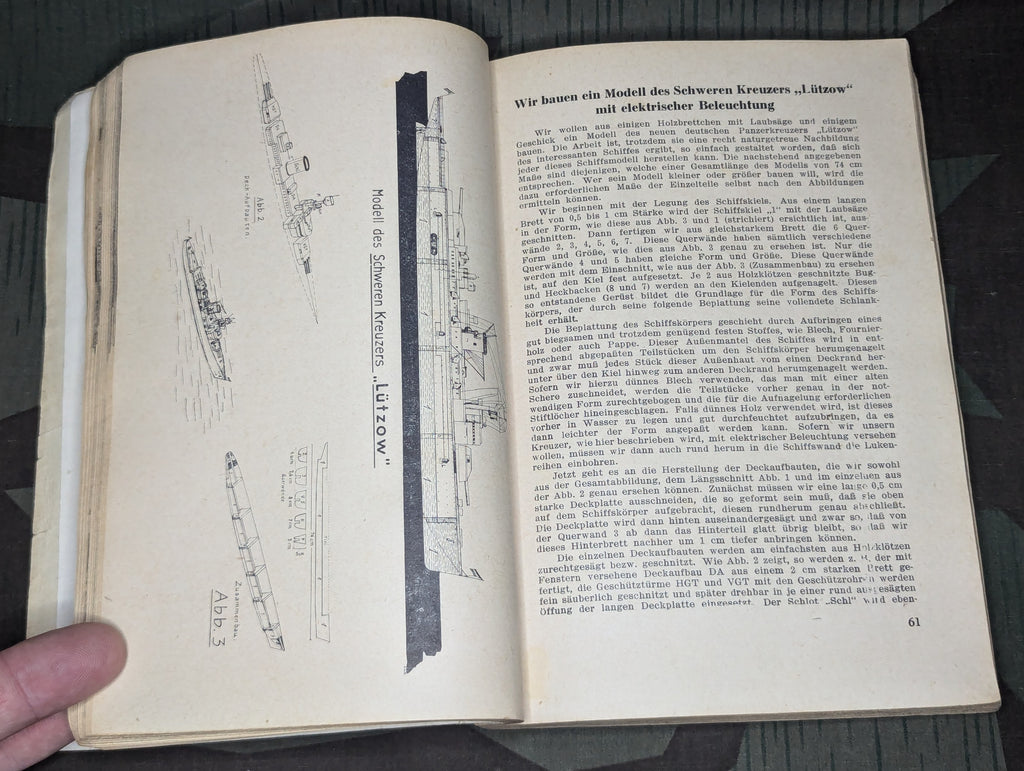 Abb. 2
Deck-Aufbauten
Modell des Schweren Kreuzers „Lützow"
Zusammenbau.
Abb. 3
Wir bauen ein Modell des Schweren Kreuzers „Lützow"
mit elektrischer Beleuchtung
Wir wollen aus einigen Holzbrettchen mit Laubsäge und einigem
Geschick ein Modell des neuen deutschen Panzerkreuzers „Lützow"
bauen. Die Arbeit ist, trotzdem sie eine recht naturgetreue Nachbildung
des interessanten Schiffes ergibt, so einfach gestaltet worden, daß sich
jeder dieses Schiffsmodell herstellen kann. Die nachstehend angegebenen
Maße sind diejenigen, welche einer Gesamtlänge des Modells von 74 cm
entsprechen. Wer sein Modell kleiner oder größer bauen will, wird die
dazu erforderlichen Maße der Einzelteile selbst nach den Abbildungen
ermitteln können.
Wir beginnen mit der Legung des Schiffskiels. Aus einem langen
Brett von 0,5 bis 1 cm Stärke wird der Schiffskiel „1" mit der Laubsäge
in der Form, wie diese aus Abb. 3 und 1 (strichiert) ersichtlich ist, aus-
geschnitten. Dann fertigen wir aus gleichstarkem Brett die 6 Quer-
wände 2, 3, 4, 5, 6, 7. Diese Querwände haben sämtlich verschiedene
Form und Größe, wie dies aus Abb. 3 genau zu ersehen ist. Nur die
Querwände 4 und 5 haben gleiche Form und Größe. Diese Querwände
werden mit dem Einschnitt, wie aus der Abb. 3 (Zusammenbau) zu ersehen
ist, auf den Kiel fest aufgesetzt. Je 2 aus Holzklötzen geschnitzte Bug-
und Heckbacken (8 und 7) werden an den Kielenden aufgenagelt. Dieses
so entstandene Gerüst bildet die Grundlage für die Form des Schiffs-
körpers, der durch seine folgende Beplattung seine vollendete Schlank-
heit erhält.
Die Beplattung des Schiffskörpers geschieht durch Aufbringen eines
gut biegsamen und trotzdem genügend festen Stoffes, wie Blech, Fournier-
holz oder auch Pappe. Dieser Außenmantel des Schiffes wird in ent-
sprechend abgepaßten Teilstücken um den Schiffskörper herumgenagelt
und zwar muß jedes Stück dieser Außenhaut vom einen Deckrand her-
unter über den Kiel hinweg zum anderen Deckrand herumgenagelt werden.
Sofern wir hierzu dünnes Blech verwenden, das man mit einer alten
Schere zuschneidet, werden die Teilstücke vorher genau in der not-
wendigen Form zurechtgebogen und die für die Aufnagelung erforderlichen
Stiftlöcher hineingeschlagen. Falls dünnes Holz verwendet wird, ist dieses
vorher in Wasser zu legen und gut durchfeuchtet aufzubringen, da es
dann leichter der Form angepaßt werden kann. Sofern wir unsern
Kreuzer, wie hier beschrieben wird, mit elektrischer Beleuchtung versehen
wollen, müssen wir dann auch rund herum in die Schiffswand die Luken-
reihen einbohren.
Jetzt geht es an die Herstellung der Deckaufbauten, die wir sowohl
aus der Gesamtabbildung, dem Längsschnitt Abb. 1 und im einzelnen aus
der Abb. 2 genau ersehen können. Zunächst müssen wir eine lange 0,5 cm
starke Deckplatte ausschneiden, die so geformt sein muß, daß sie oben
auf dem Schiffskörper aufgebracht, diesen rundherum genau abschließt.
Die Deckplatte wird dann hinten auseinandergesägt und zwar so, daß von
der Querwand 3 ab dann das Hinterteil glatt übrig bleibt, so daß wir
dieses Hinterbrett nachher um 1 cm tiefer anbringen können.
Die einzelnen Deckaufbauten werden am einfachsten aus Holzklötzen
zurechtgesägt bezw. geschnitzt. Wie Abb. 2 zeigt, so werden z. B. der mit
Fenstern versehene Deckaufbau DA aus einem 2 cm starken Brett ge-
fertigt, die Geschütztürme HGT und VGT mit den Geschützrohren werden
fein säuberlich geschnitzt und später drehbar in je einer rund ausgesägten
Öffnung der langen Deckplatte eingesetzt. Der Schlot „Schl" wird eben-
61